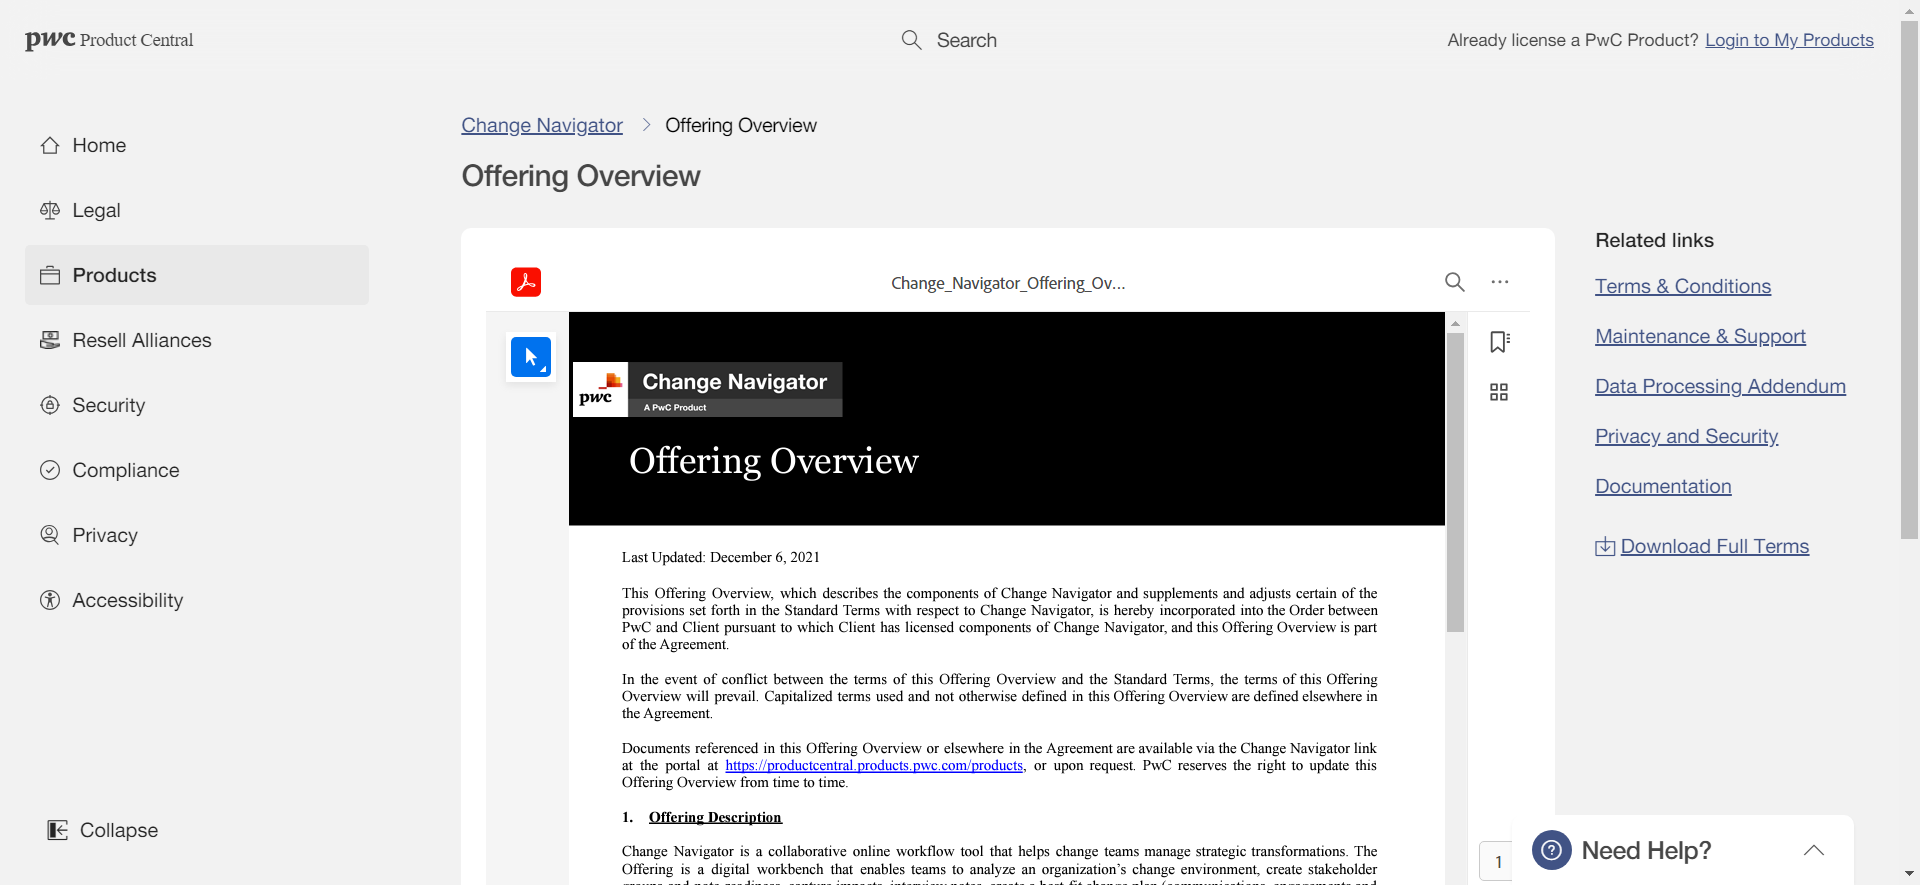 pwc Product Central
Search
Already license a PwC Product? Login to My Products
Home
Legal
Products
Resell Alliances
Security
Compliance
Privacy
Accessibility
Collapse
Change Navigator > Offering Overview
Offering Overview
Change_Navigator_Offering_Ov...
pwc
Change Navigator
A PwC Product
Offering Overview
Last Updated: December 6, 2021
This Offering Overview, which describes the components of Change Navigator and supplements and adjusts certain of the
provisions set forth in the Standard Terms with respect to Change Navigator, is hereby incorporated into the Order between
PwC and Client pursuant to which Client has licensed components of Change Navigator, and this Offering Overview is part
of the Agreement.
In the event of conflict between the terms of this Offering Overview and the Standard Terms, the terms of this Offering
Overview will prevail. Capitalized terms used and not otherwise defined in this Offering Overview are defined elsewhere in
the Agreement.
Documents referenced in this Offering Overview or elsewhere in the Agreement are available via the Change Navigator link
at the portal at https://productcentral.products.pwc.com/products, or upon request. PwC reserves the right to update this
Offering Overview from time to time.
1. Offering Description
Change Navigator is a collaborative online workflow tool that helps change teams manage strategic transformations. The
Offering is a digital workbench that enables teams to analyze an organization's change environment, create stakeholder
1
Related links
Terms & Conditions
Maintenance & Support
Data Processing Addendum
Privacy and Security
Documentation
Download Full Terms
Need Help?